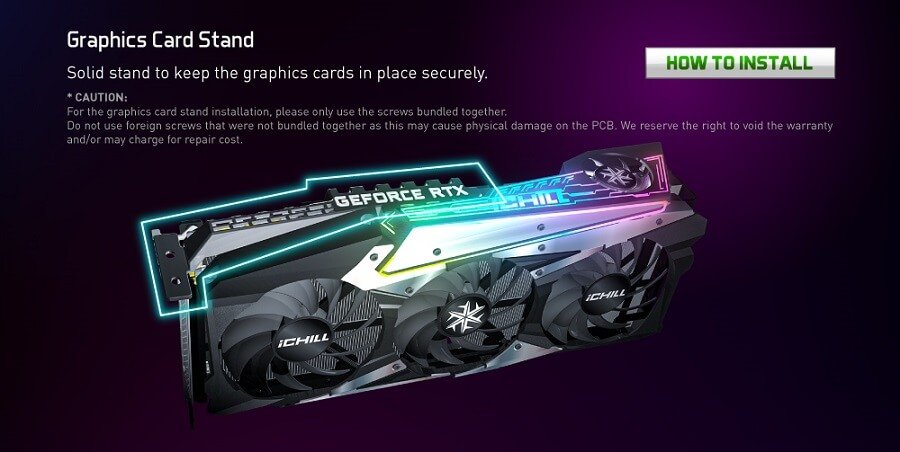 Graphics Card Stand
Solid stand to keep the graphics cards in place securely.
HOW TO INSTALL
* CAUTION:
For the graphics card stand installation, please only use the screws bundled together.
Do not use foreign screws that were not bundled together as this may cause physical damage on the PCB. We reserve the right to void the warranty
and/or may charge for repair cost.
GEFORCE RTX
iCHILL
iCHILL
iCHILL